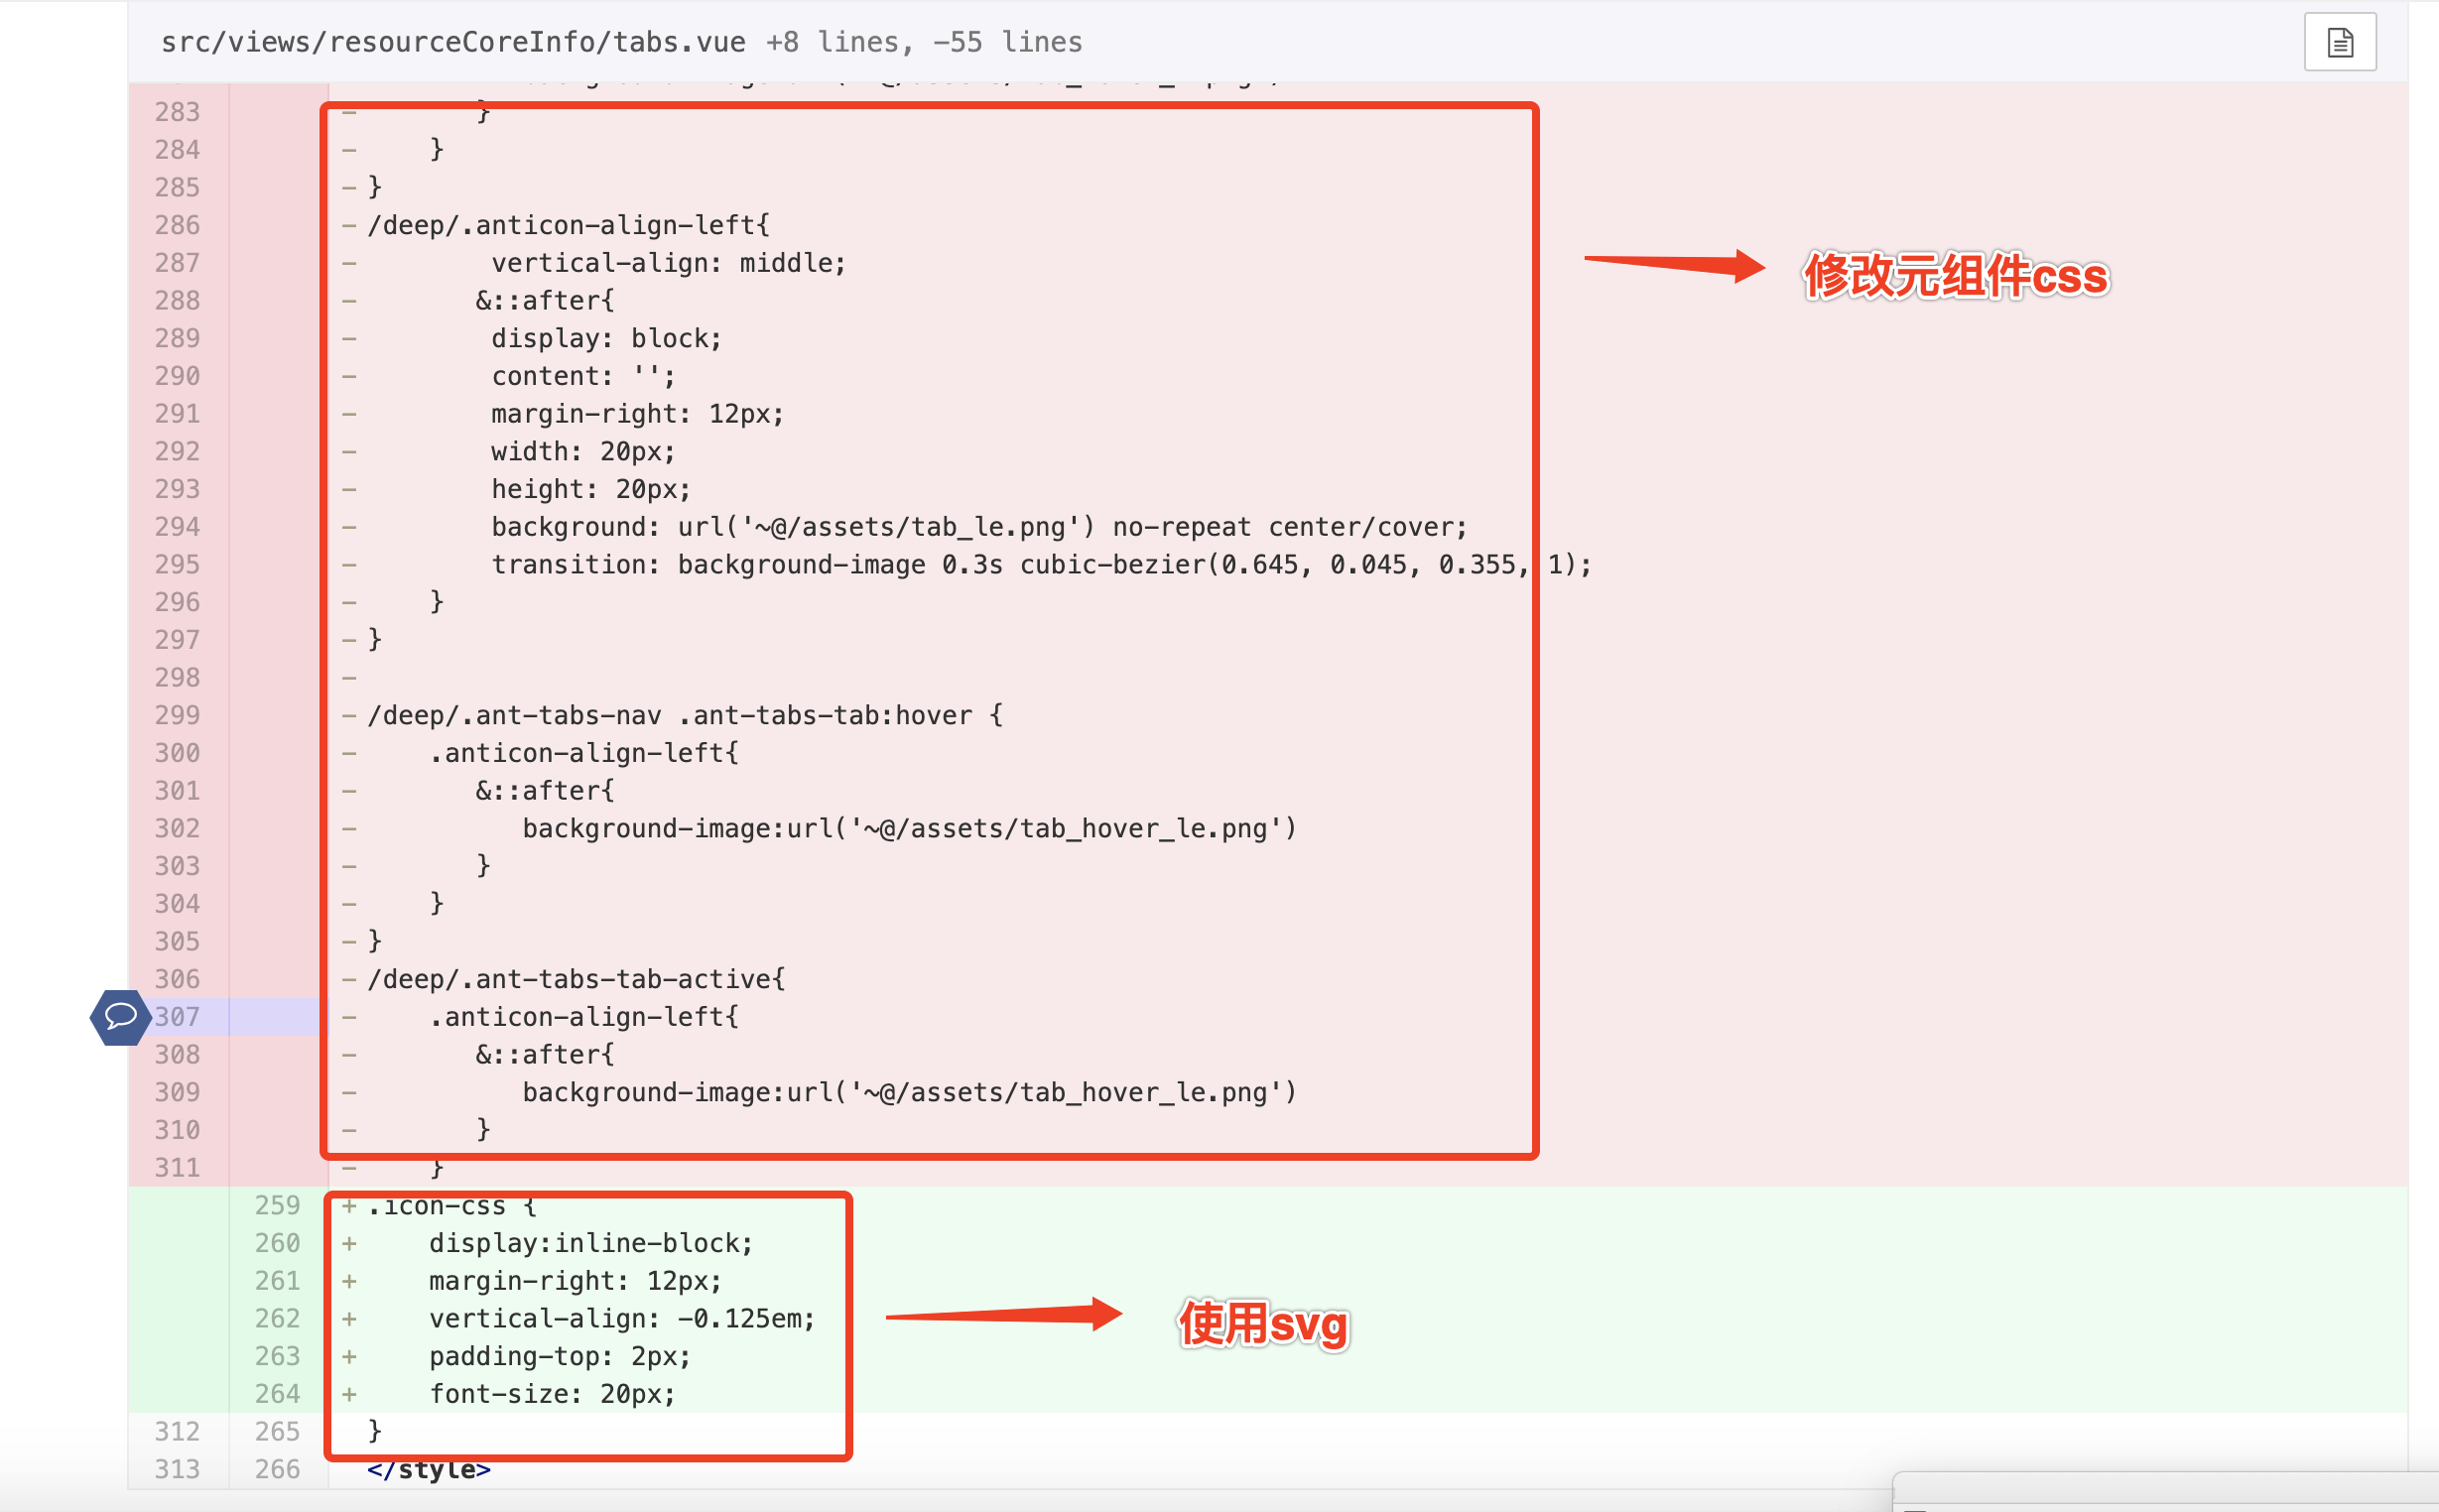 src/views/resourceCoreInfo/tabs.vue +8 lines, −55 lines
283 − }
284 − }
285 − }
286 − /deep/.anticon-align-left{
287 − vertical-align: middle;
288 − &::after{
289 − display: block;
290 − content: '';
291 − margin-right: 12px;
292 − width: 20px;
293 − height: 20px;
294 − background: url('~@/assets/tab_le.png') no-repeat center/cover;
295 − transition: background-image 0.3s cubic-bezier(0.645, 0.045, 0.355, 1);
296 − }
297 − }
298 −
299 − /deep/.ant-tabs-nav .ant-tabs-tab:hover {
300 − .anticon-align-left{
301 − &::after{
302 − background-image:url('~@/assets/tab_hover_le.png')
303 − }
304 − }
305 − }
306 − /deep/.ant-tabs-tab-active{
307 − .anticon-align-left{
308 − &::after{
309 − background-image:url('~@/assets/tab_hover_le.png')
310 − }
311 − }
259 + .icon-css {
260 + display:inline-block;
261 + margin-right: 12px;
262 + vertical-align: -0.125em;
263 + padding-top: 2px;
264 + font-size: 20px;
312 265 }
313 266 </style>
修改元组件css
使用svg